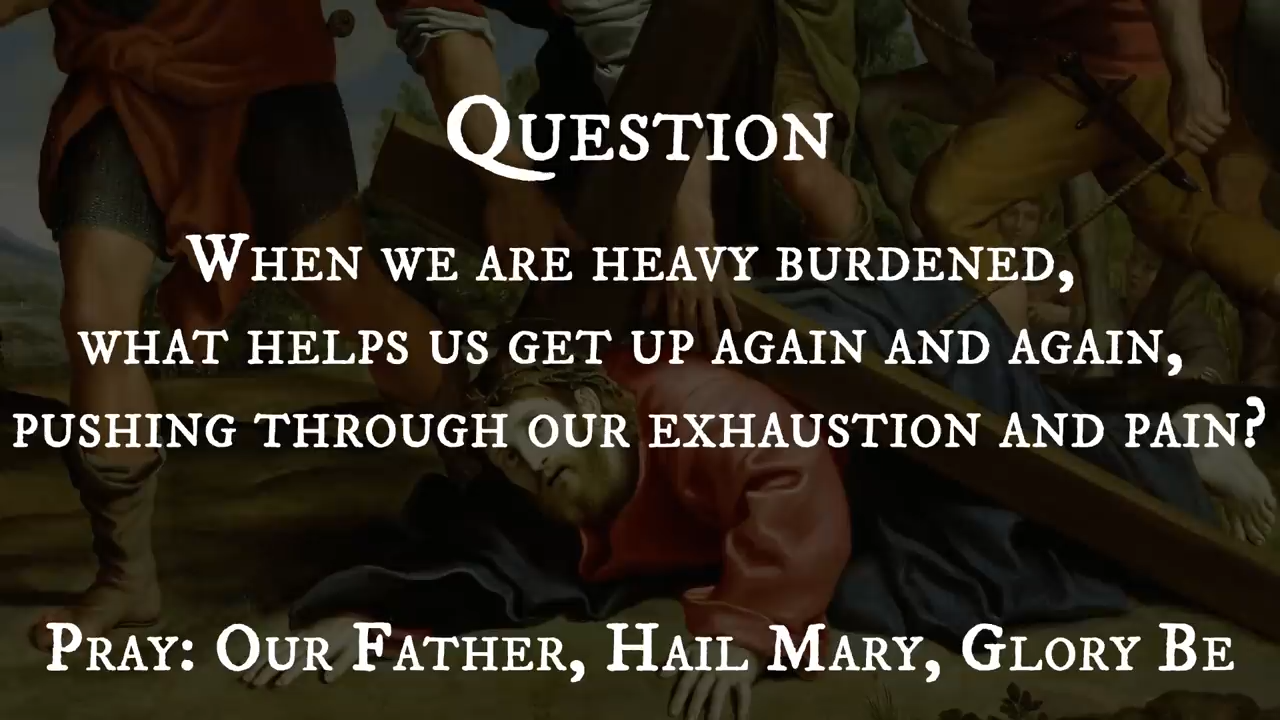 Question
When we are heavy burdened,
what helps us get up again and again,
pushing through our exhaustion and pain?
Pray: Our Father, Hail Mary, Glory Be